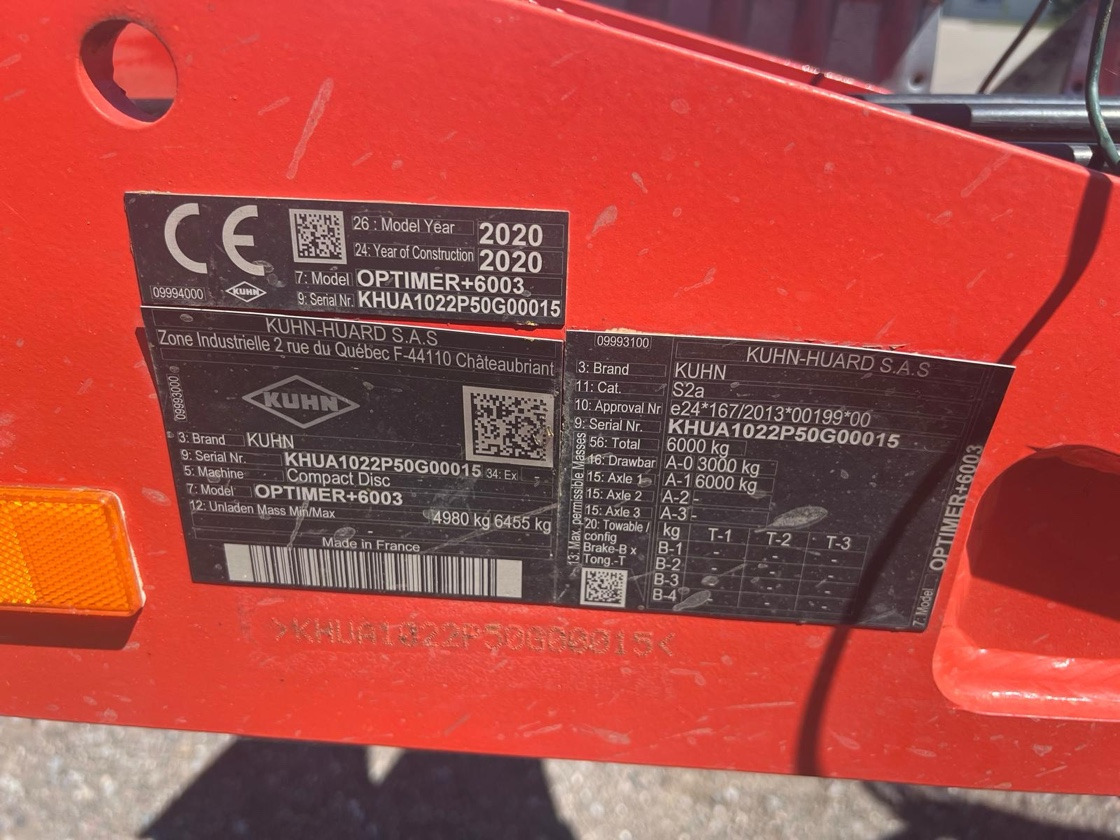 CE
26 : Model Year 2020
24: Year of Construction 2020
7: Model OPTIMER+6003
9: Serial Nr. KHUA1022P50G00015
09994000
KUHN
KUHN-HUARD S.A.S
Zone Industrielle 2 rue du Québec F-44110 Châteaubriant
09993000
KUHN
3: Brand KUHN
9: Serial Nr. KHUA1022P50G00015 34: Ex
5: Machine Compact Disc
7: Model OPTIMER+6003
12: Unladen Mass Min/Max 4980 kg 6455 kg
Made in France
09993100
KUHN-HUARD S.A.S
3: Brand KUHN
11: Cat. S2a
10: Approval Nr e24*167/2013*00199*00
9: Serial Nr. KHUA1022P50G00015
13: Max. permissible Masses
56: Total 6000 kg
16: Drawbar A-0 3000 kg
15: Axle 1 A-1 6000 kg
15: Axle 2 A-2 -
15: Axle 3 A-3 -
20: Towable / config Brake-B x Tong.-T
kg T-1 T-2 T-3
B-1 - - -
B-2 - - -
B-3 - - -
B-4 - - -
7: Model OPTIMER+6003
>KHUA1022P50G00015<